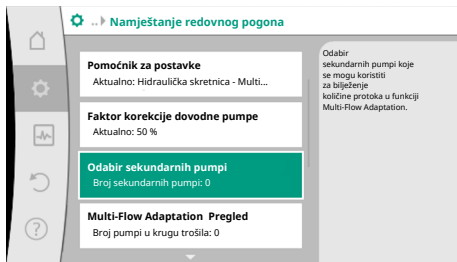 ..▸ Namještanje redovnog pogona
Pomoćnik za postavke
Aktualno: Hidraulička skretnica - Multi...
Faktor korekcije dovodne pumpe
Aktualno: 50 %
Odabir sekundarnih pumpi
Broj sekundarnih pumpi: 0
Multi-Flow Adaptation Pregled
Broj pumpi u krugu trošila: 0
Odabir
sekundarnih pumpi koje
se mogu koristiti
za bilježenje
količine protoka u funkciji
Multi-Flow Adaptation.